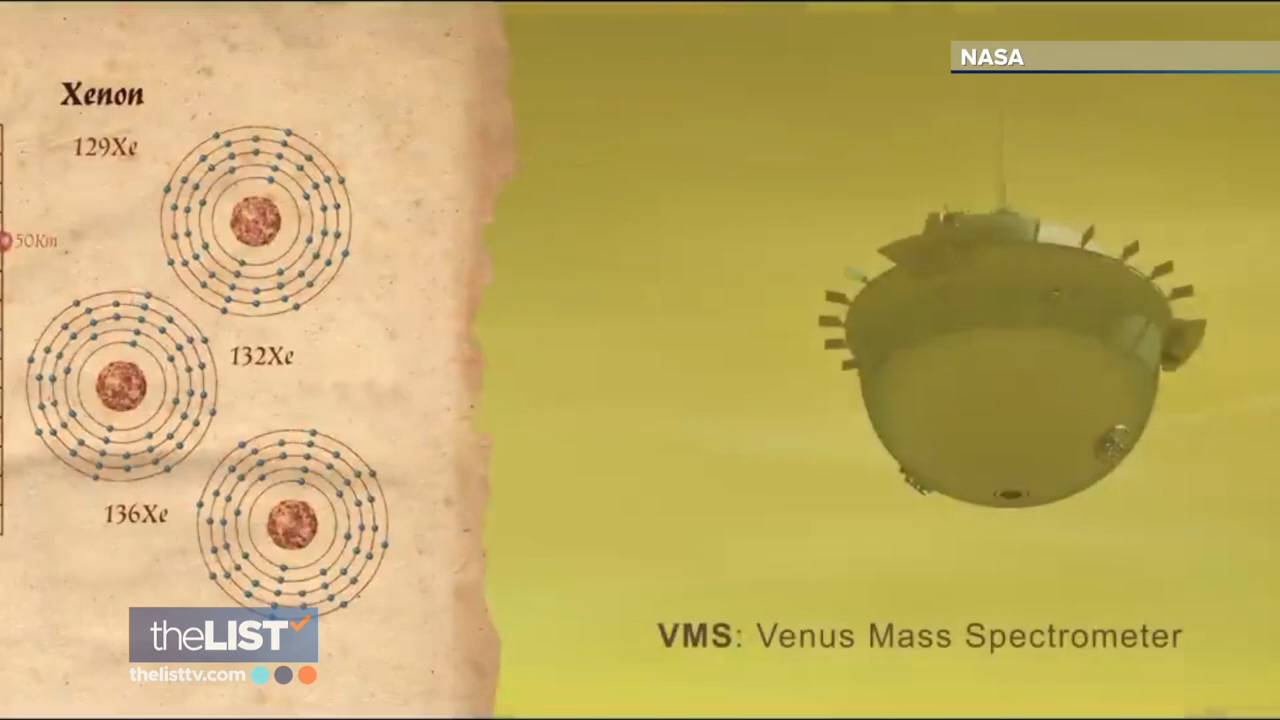 NASA
Xenon
129Xe
50Km
132Xe
136Xe
theLIST
thelisttv.com
VMS: Venus Mass Spectrometer